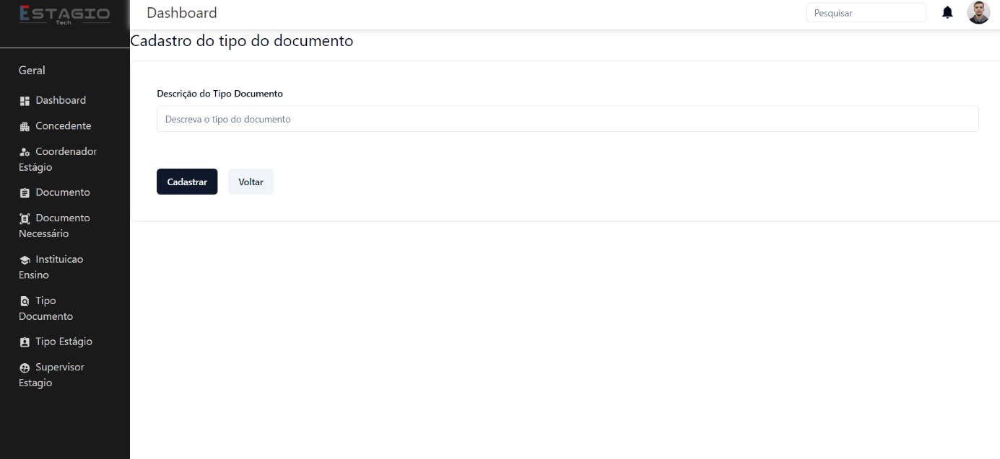 ESTAGIO
Tech
Dashboard
Pesquisar
Cadastro do tipo do documento
Geral
Dashboard
Concedente
Coordenador
Estágio
Documento
Documento
Necessário
Instituicao
Ensino
Tipo
Documento
Tipo Estágio
Supervisor
Estagio
Descrição do Tipo Documento
Descreva o tipo do documento
Cadastrar
Voltar